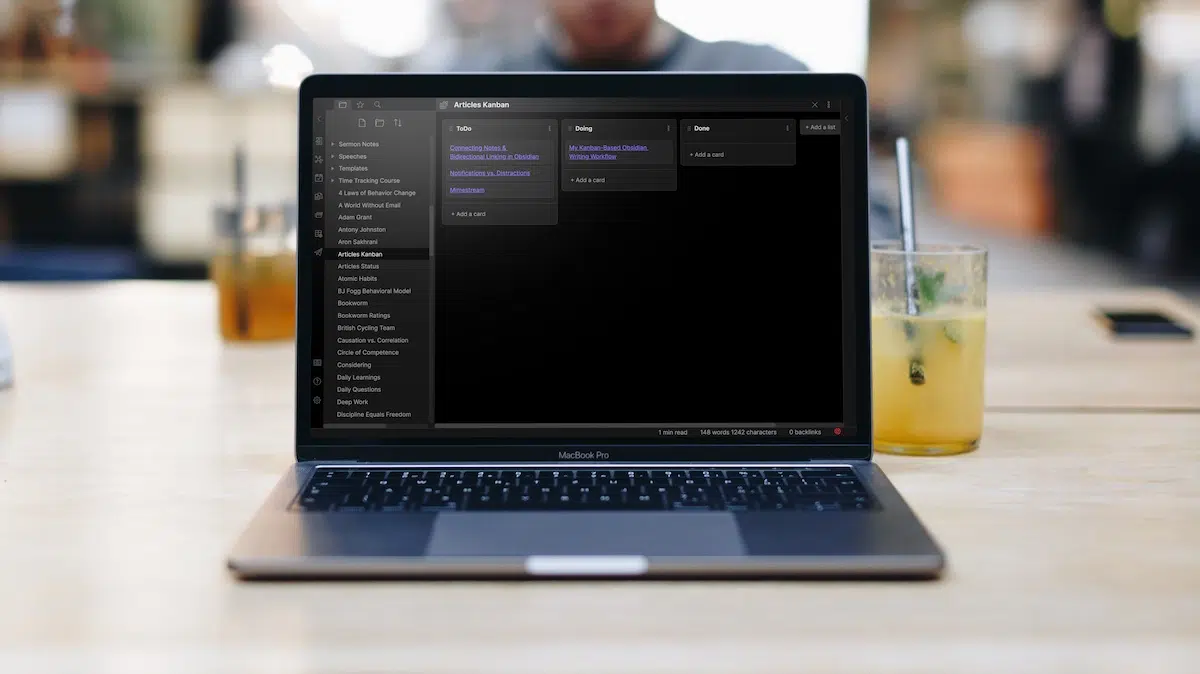 Articles Kanban
Sermon Notes
Speeches
Templates
Time Tracking Course
4 Laws of Behavior Change
A World Without Email
Adam Grant
Antony Johnston
Aron Sakhrani
Articles Kanban
Articles Status
Atomic Habits
BJ Fogg Behavioral Model
Bookworm
Bookworm Ratings
British Cycling Team
Causation vs. Correlation
Circle of Competence
Considering
Daily Learnings
Daily Questions
Deep Work
Discipline Equals Freedom
ToDo
Connecting Notes &
Bidirectional Linking in Obsidian
Notifications vs. Distractions
Mimestream
+ Add a card
Doing
My Kanban-Based Obsidian
Writing Workflow
+ Add a card
Done
+ Add a card
+ Add a list
1 min read 148 words 1242 characters 0 backlinks
MacBook Pro